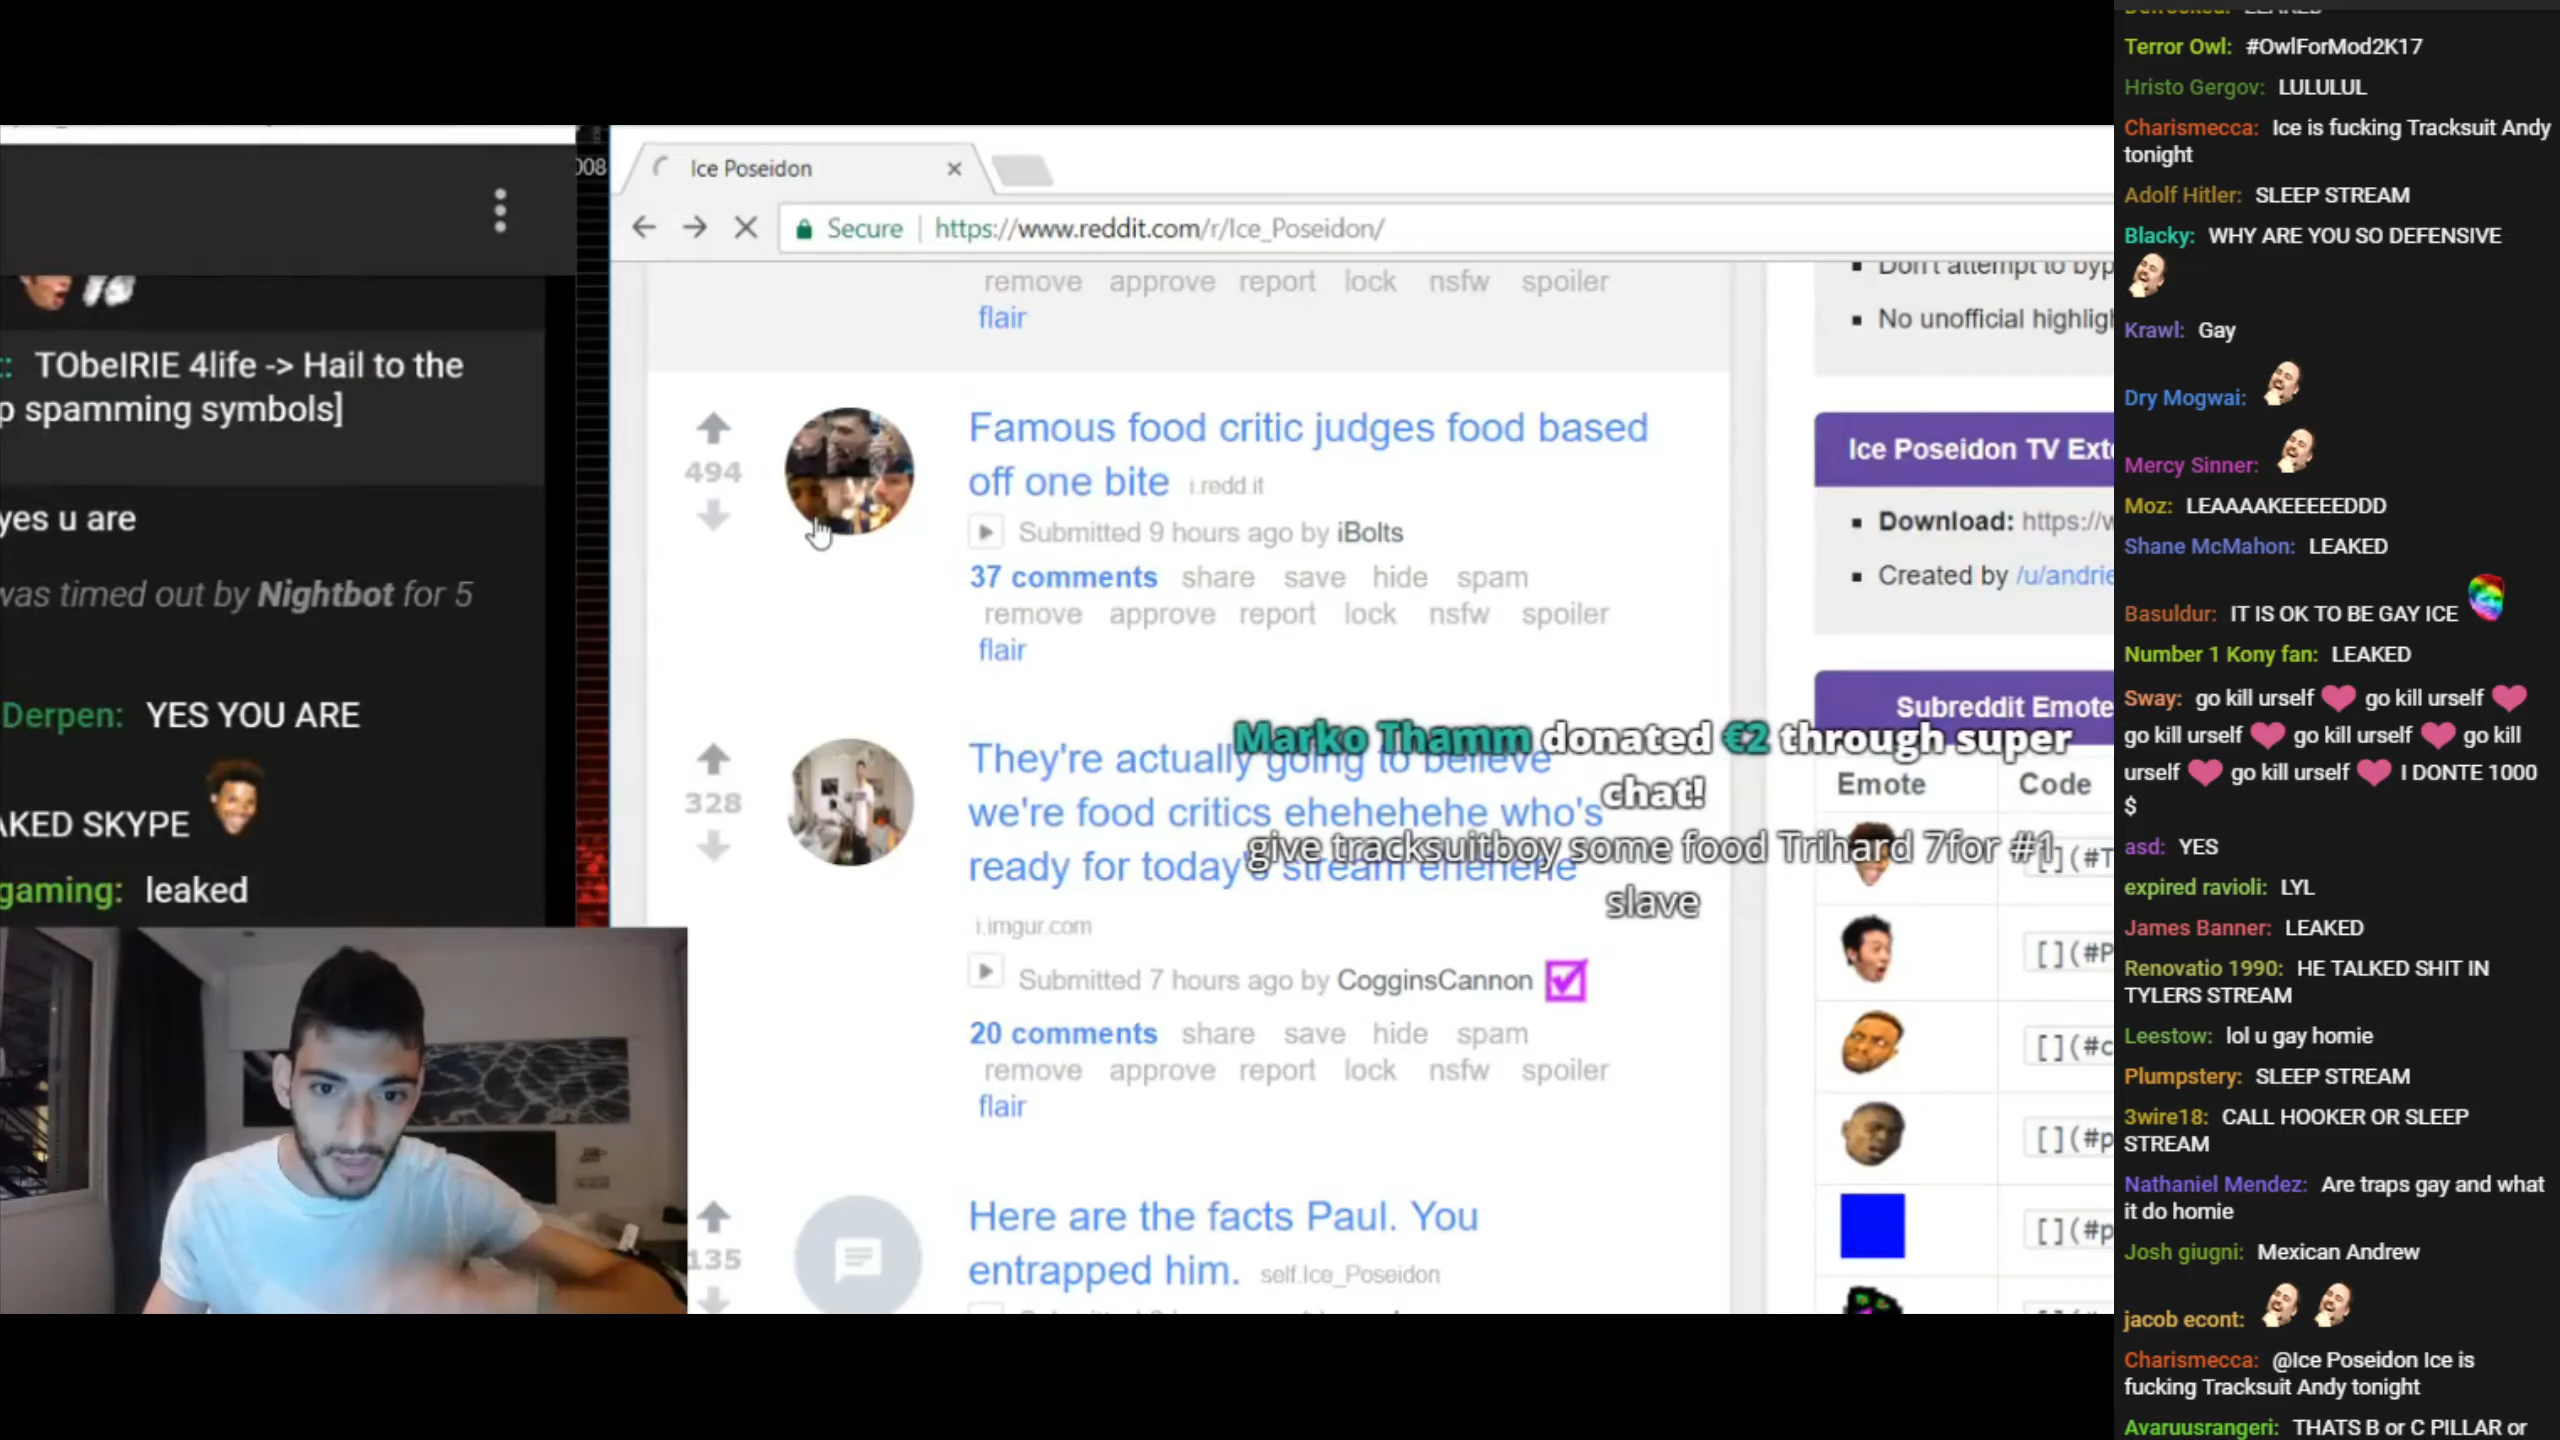 008
TObeIRIE 4life -> Hail to the
p spamming symbols]
yes u are
was timed out by Nightbot for 5
Derpen: YES YOU ARE
AKED SKYPE
gaming: leaked
Ice Poseidon
Secure
https://www.reddit.com/r/Ice_Poseidon/
remove approve report lock nsfw spoiler
flair
494
Famous food critic judges food based
off one bite i.redd.it
Submitted 9 hours ago by iBolts
37 comments share save hide spam
remove approve report lock nsfw spoiler
flair
328
They're actually going to believe
we're food critics ehehehehe who's
ready for today's stream ehehehe
i.imgur.com
Submitted 7 hours ago by CogginsCannon
20 comments share save hide spam
remove approve report lock nsfw spoiler
flair
135
Here are the facts Paul. You
entrapped him. self.Ice_Poseidon
Marko Thamm donated €2 through super
chat!
give tracksuitboy some food Trihard 7for #1
slave
Don't attempt to byp
No unofficial highligh
Ice Poseidon TV Exte
Download: https://w
Created by /u/andrie
Subreddit Emote
Emote Code
[](#T
[](#P
[](#c
[](#p
[](#p
Terror Owl: #OwlForMod2K17
Hristo Gergov: LULULUL
Charismecca: Ice is fucking Tracksuit Andy
tonight
Adolf Hitler: SLEEP STREAM
Blacky: WHY ARE YOU SO DEFENSIVE
Krawl: Gay
Dry Mogwai:
Mercy Sinner:
Moz: LEAAAAKEEEEEDDD
Shane McMahon: LEAKED
Basuldur: IT IS OK TO BE GAY ICE
Number 1 Kony fan: LEAKED
Sway: go kill urself go kill urself
go kill urself go kill urself go kill
urself go kill urself I DONTE 1000
$
asd: YES
expired ravioli: LYL
James Banner: LEAKED
Renovatio 1990: HE TALKED SHIT IN
TYLERS STREAM
Leestow: lol u gay homie
Plumpstery: SLEEP STREAM
3wire18: CALL HOOKER OR SLEEP
STREAM
Nathaniel Mendez: Are traps gay and what
it do homie
Josh giugni: Mexican Andrew
jacob econt:
Charismecca: @Ice Poseidon Ice is
fucking Tracksuit Andy tonight
Avaruusrangeri: THATS B or C PILLAR or